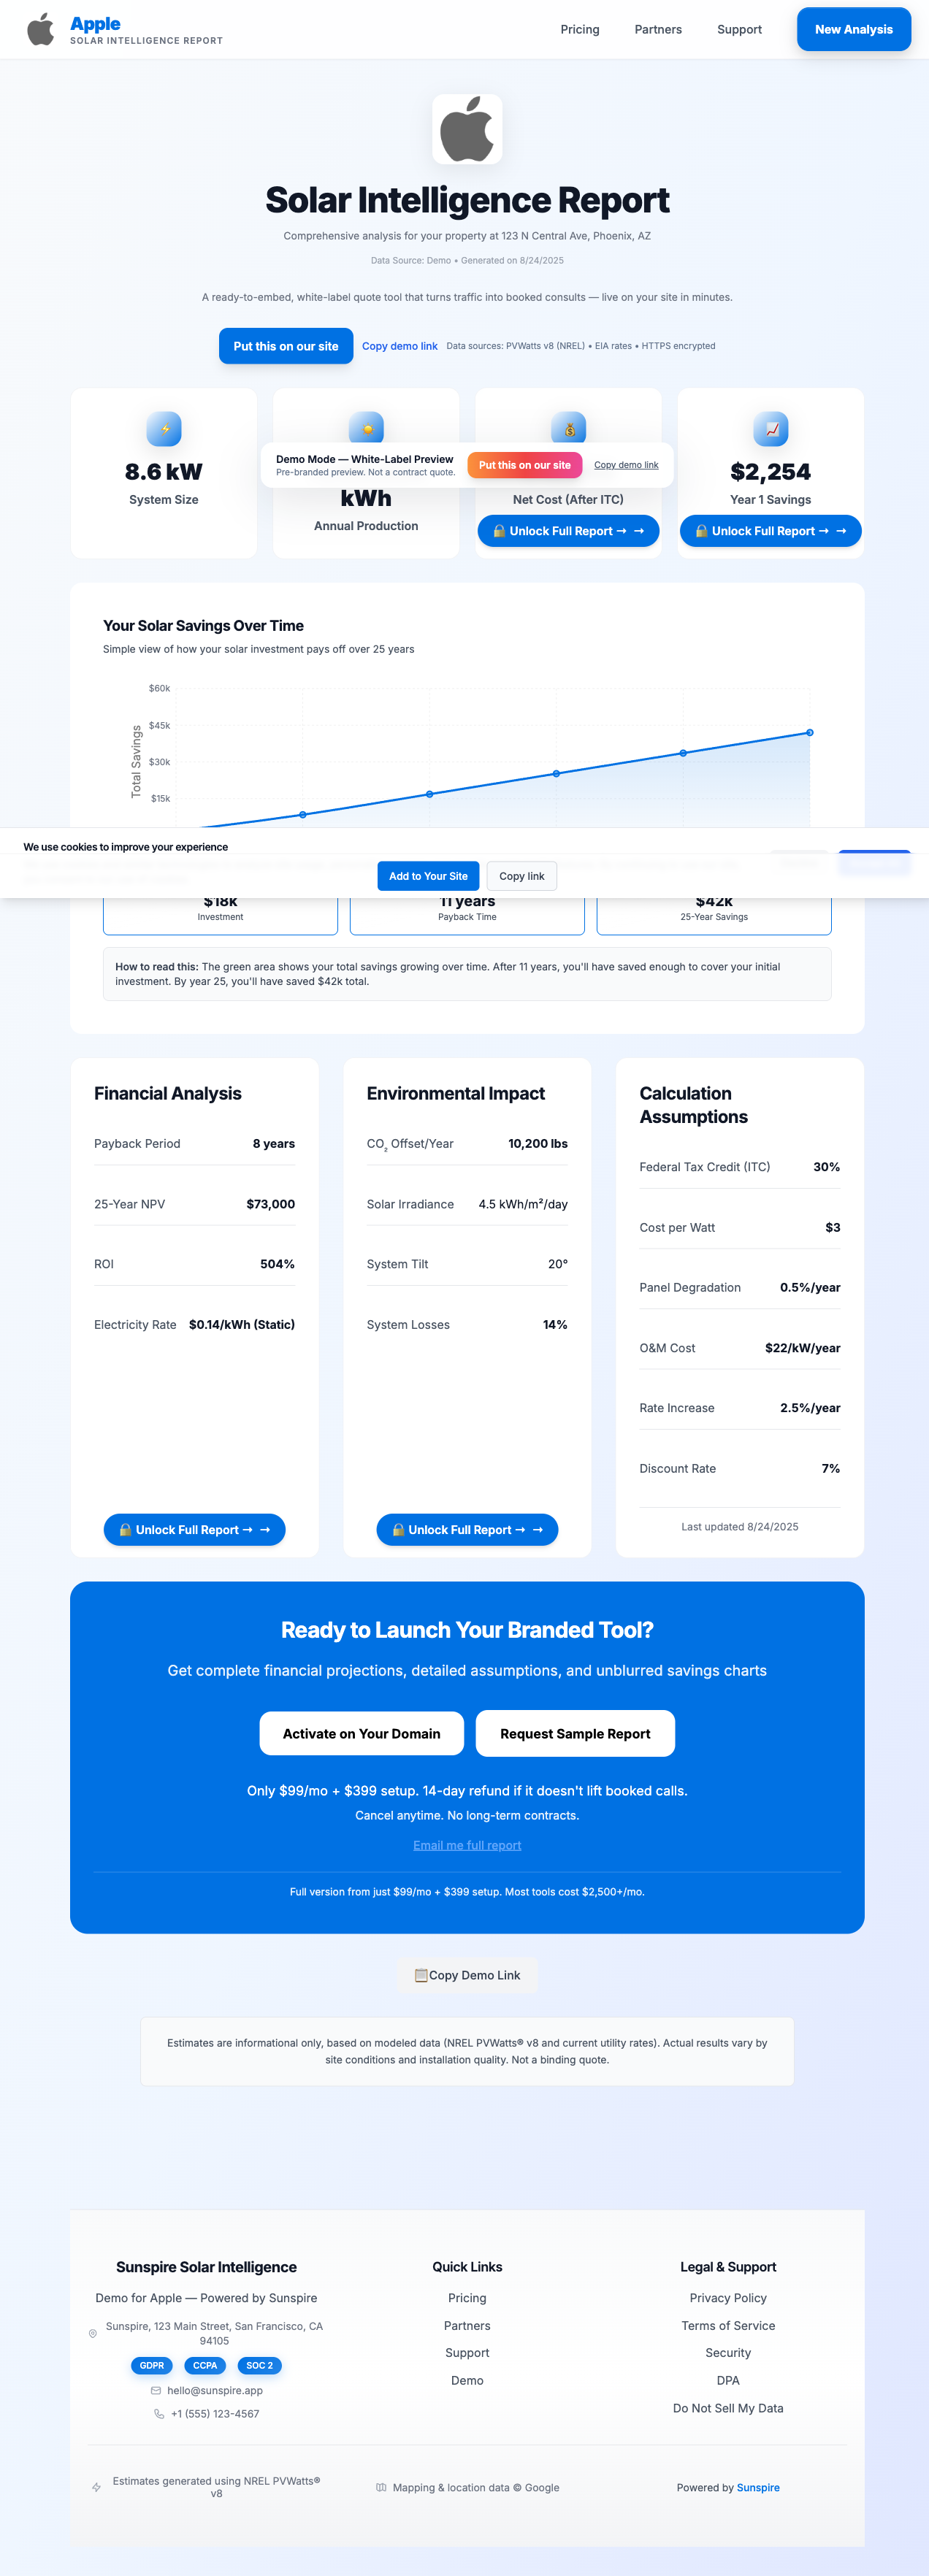 Apple
SOLAR INTELLIGENCE REPORT
Pricing
Partners
Support
New Analysis
Solar Intelligence Report
Comprehensive analysis for your property at 123 N Central Ave, Phoenix, AZ
Data Source: Demo • Generated on 8/24/2025
A ready-to-embed, white-label quote tool that turns traffic into booked consults — live on your site in minutes.
Put this on our site
Copy demo link
Data sources: PVWatts v8 (NREL) • EIA rates • HTTPS encrypted
8.6 kW
System Size
kWh
Annual Production
Net Cost (After ITC)
🔒 Unlock Full Report → →
$2,254
Year 1 Savings
🔒 Unlock Full Report → →
Demo Mode — White-Label Preview
Pre-branded preview. Not a contract quote.
Put this on our site
Copy demo link
Your Solar Savings Over Time
Simple view of how your solar investment pays off over 25 years
Total Savings
$60k
$45k
$30k
$15k
We use cookies to improve your experience
Add to Your Site
Copy link
$18k
Investment
11 years
Payback Time
$42k
25-Year Savings
How to read this: The green area shows your total savings growing over time. After 11 years, you'll have saved enough to cover your initial
investment. By year 25, you'll have saved $42k total.
Financial Analysis
Payback Period 8 years
25-Year NPV $73,000
ROI 504%
Electricity Rate $0.14/kWh (Static)
🔒 Unlock Full Report → →
Environmental Impact
CO₂ Offset/Year 10,200 lbs
Solar Irradiance 4.5 kWh/m²/day
System Tilt 20°
System Losses 14%
🔒 Unlock Full Report → →
Calculation
Assumptions
Federal Tax Credit (ITC) 30%
Cost per Watt $3
Panel Degradation 0.5%/year
O&M Cost $22/kW/year
Rate Increase 2.5%/year
Discount Rate 7%
Last updated 8/24/2025
Ready to Launch Your Branded Tool?
Get complete financial projections, detailed assumptions, and unblurred savings charts
Activate on Your Domain
Request Sample Report
Only $99/mo + $399 setup. 14-day refund if it doesn't lift booked calls.
Cancel anytime. No long-term contracts.
Email me full report
Full version from just $99/mo + $399 setup. Most tools cost $2,500+/mo.
📋Copy Demo Link
Estimates are informational only, based on modeled data (NREL PVWatts® v8 and current utility rates). Actual results vary by
site conditions and installation quality. Not a binding quote.
Sunspire Solar Intelligence
Demo for Apple — Powered by Sunspire
Sunspire, 123 Main Street, San Francisco, CA
94105
GDPR
CCPA
SOC 2
hello@sunspire.app
+1 (555) 123-4567
Quick Links
Pricing
Partners
Support
Demo
Legal & Support
Privacy Policy
Terms of Service
Security
DPA
Do Not Sell My Data
Estimates generated using NREL PVWatts®
v8
Mapping & location data © Google
Powered by Sunspire